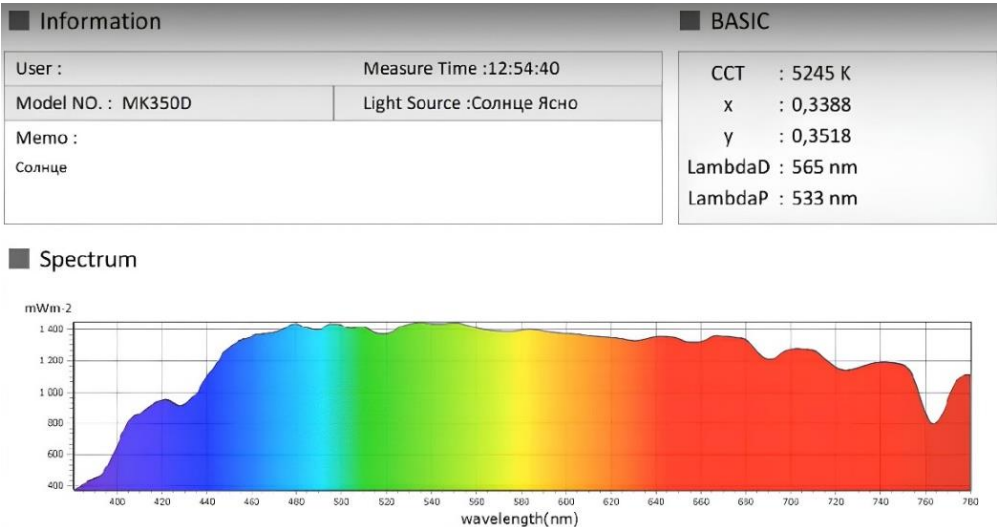 Information
User :
Measure Time :12:54:40
Model NO. : MK350D
Light Source :Солнце Ясно
Memo :
Солнце
BASIC
CCT : 5245 K
x : 0,3388
y : 0,3518
LambdaD : 565 nm
LambdaP : 533 nm
Spectrum
mWm-2
1 400
1 200
1 000
800
600
400
400 420 440 460 480 500 520 540 560 580 600 620 640 660 680 700 720 740 760 780
wavelength(nm)